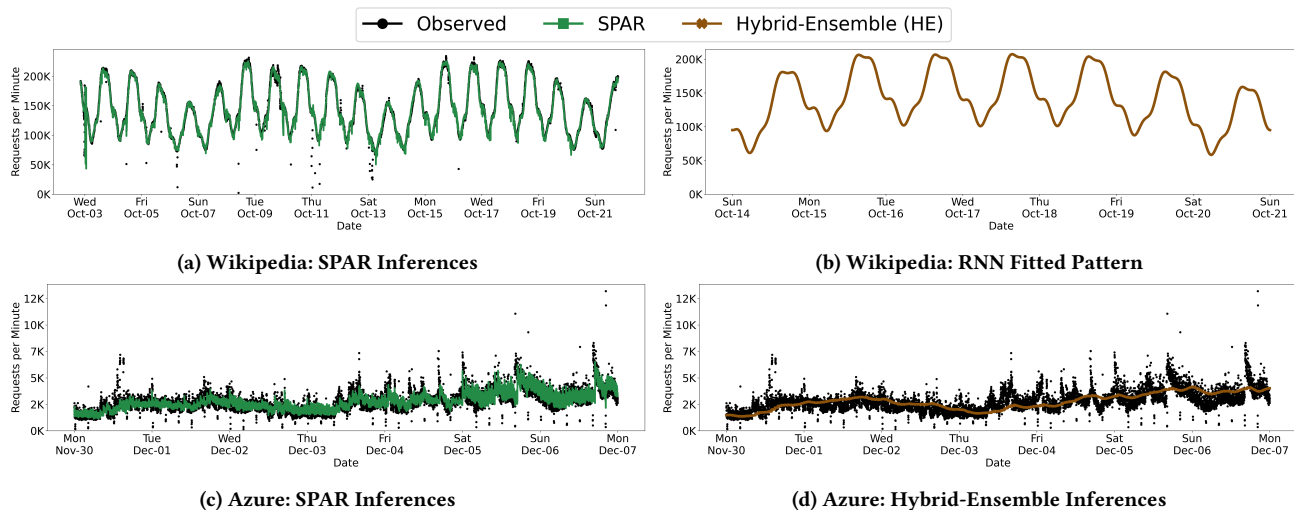 Observed SPAR Hybrid-Ensemble (HE)
Requests per Minute
200K
150K
100K
50K
0K
Wed Fri Sun Tue Thu Sat Mon Wed Fri Sun
Oct-03 Oct-05 Oct-07 Oct-09 Oct-11 Oct-13 Oct-15 Oct-17 Oct-19 Oct-21
Date
(a) Wikipedia: SPAR Inferences
Requests per Minute
200K
150K
100K
50K
0K
Sun Mon Tue Wed Thu Fri Sat Sun
Oct-14 Oct-15 Oct-16 Oct-17 Oct-18 Oct-19 Oct-20 Oct-21
Date
(b) Wikipedia: RNN Fitted Pattern
Requests per Minute
12K
10K
7K
5K
2K
0K
Mon Tue Wed Thu Fri Sat Sun Mon
Nov-30 Dec-01 Dec-02 Dec-03 Dec-04 Dec-05 Dec-06 Dec-07
Date
(c) Azure: SPAR Inferences
Requests per Minute
12K
10K
7K
5K
2K
0K
Mon Tue Wed Thu Fri Sat Sun Mon
Nov-30 Dec-01 Dec-02 Dec-03 Dec-04 Dec-05 Dec-06 Dec-07
Date
(d) Azure: Hybrid-Ensemble Inferences